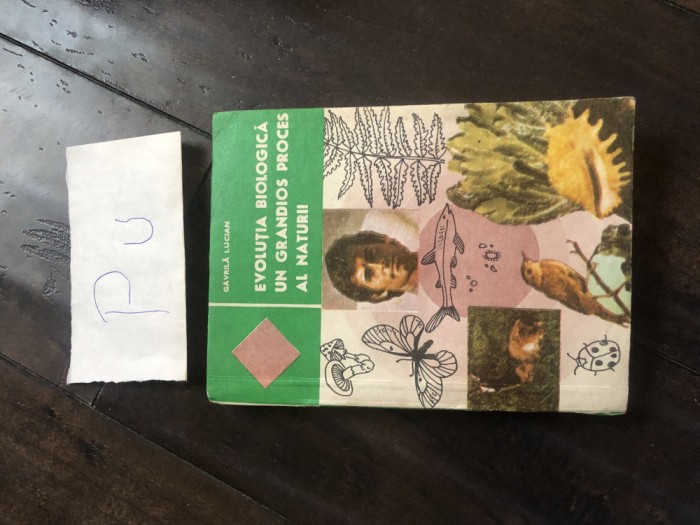 PU
GAVRILĂ LUCIAN
EVOLUȚIA BIOLOGICĂ
UN GRANDIOS PROCES
AL NATURII